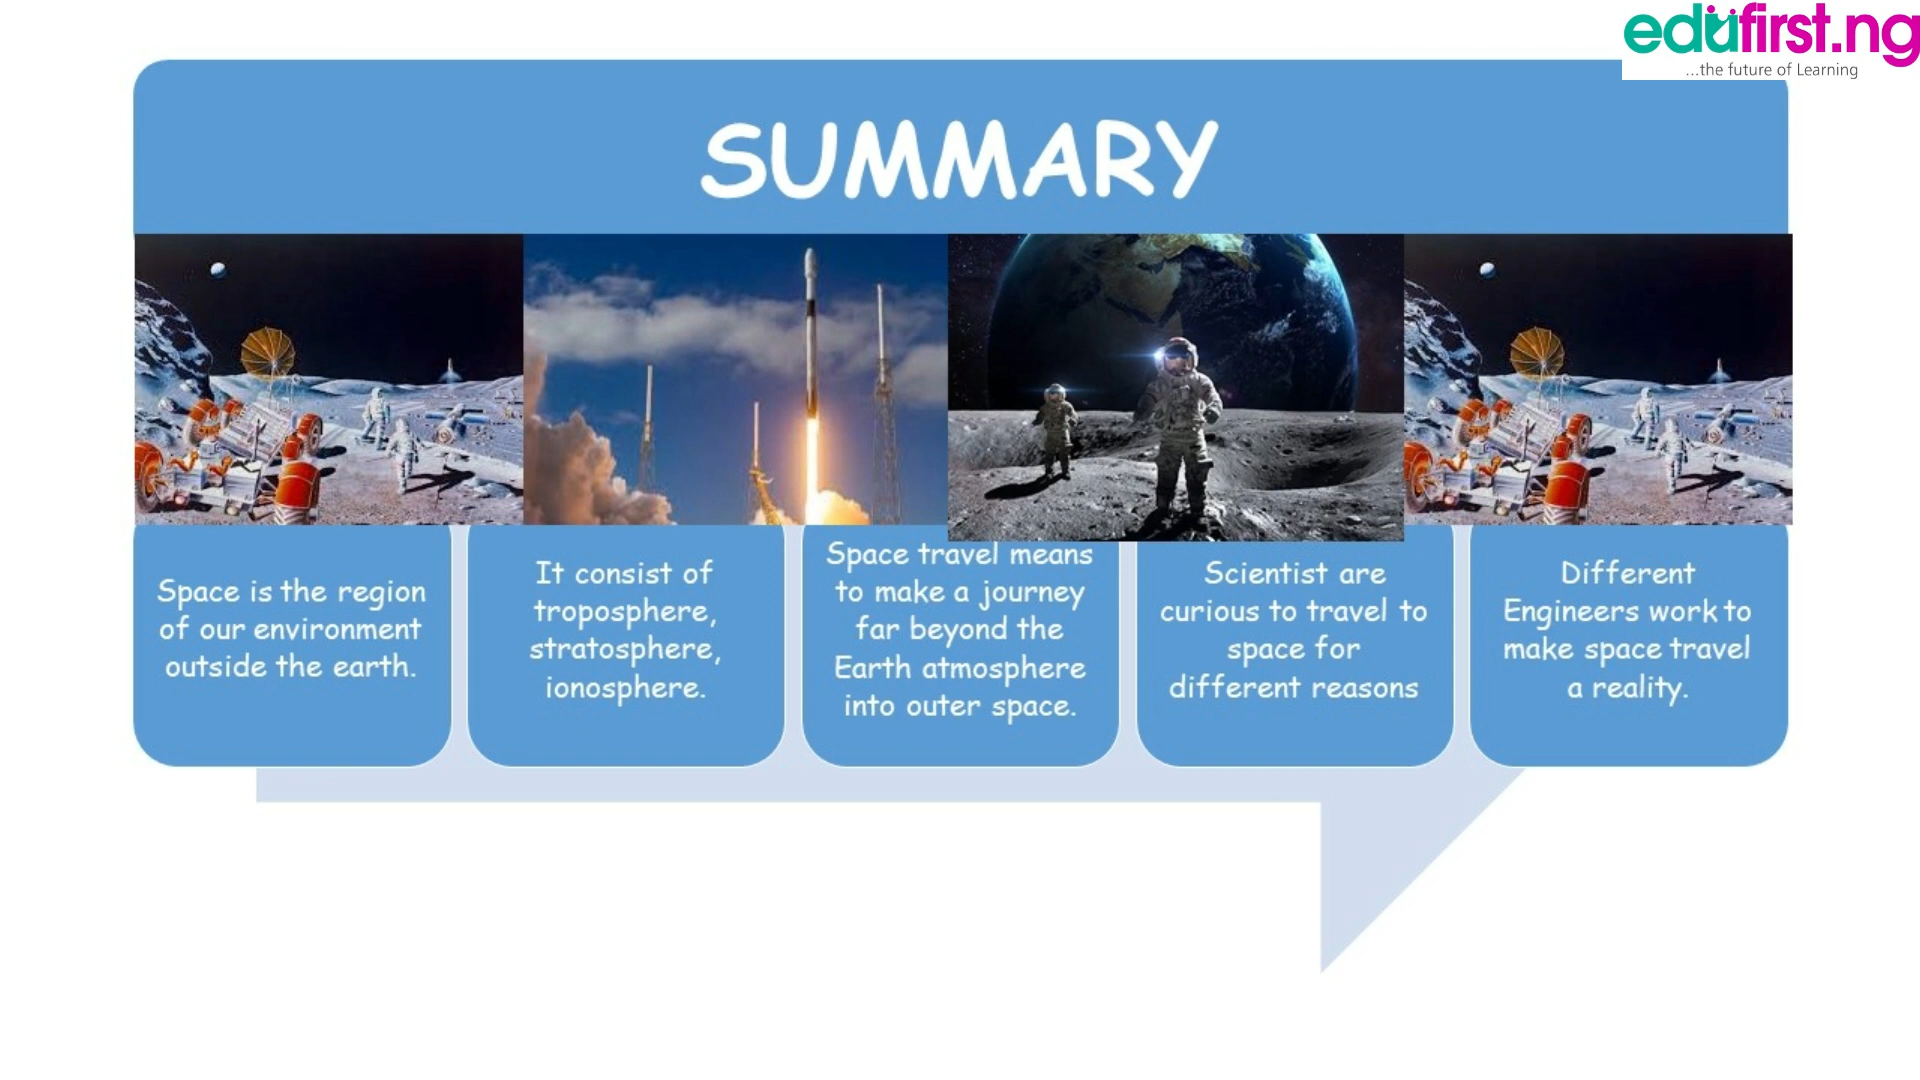 edufirst.ng
...the future of Learning
SUMMARY
Space is the region
of our environment
outside the earth.
It consist of
troposphere,
stratosphere,
ionosphere.
Space travel means
to make a journey
far beyond the
Earth atmosphere
into outer space.
Scientist are
curious to travel to
space for
different reasons
Different
Engineers work to
make space travel
a reality.